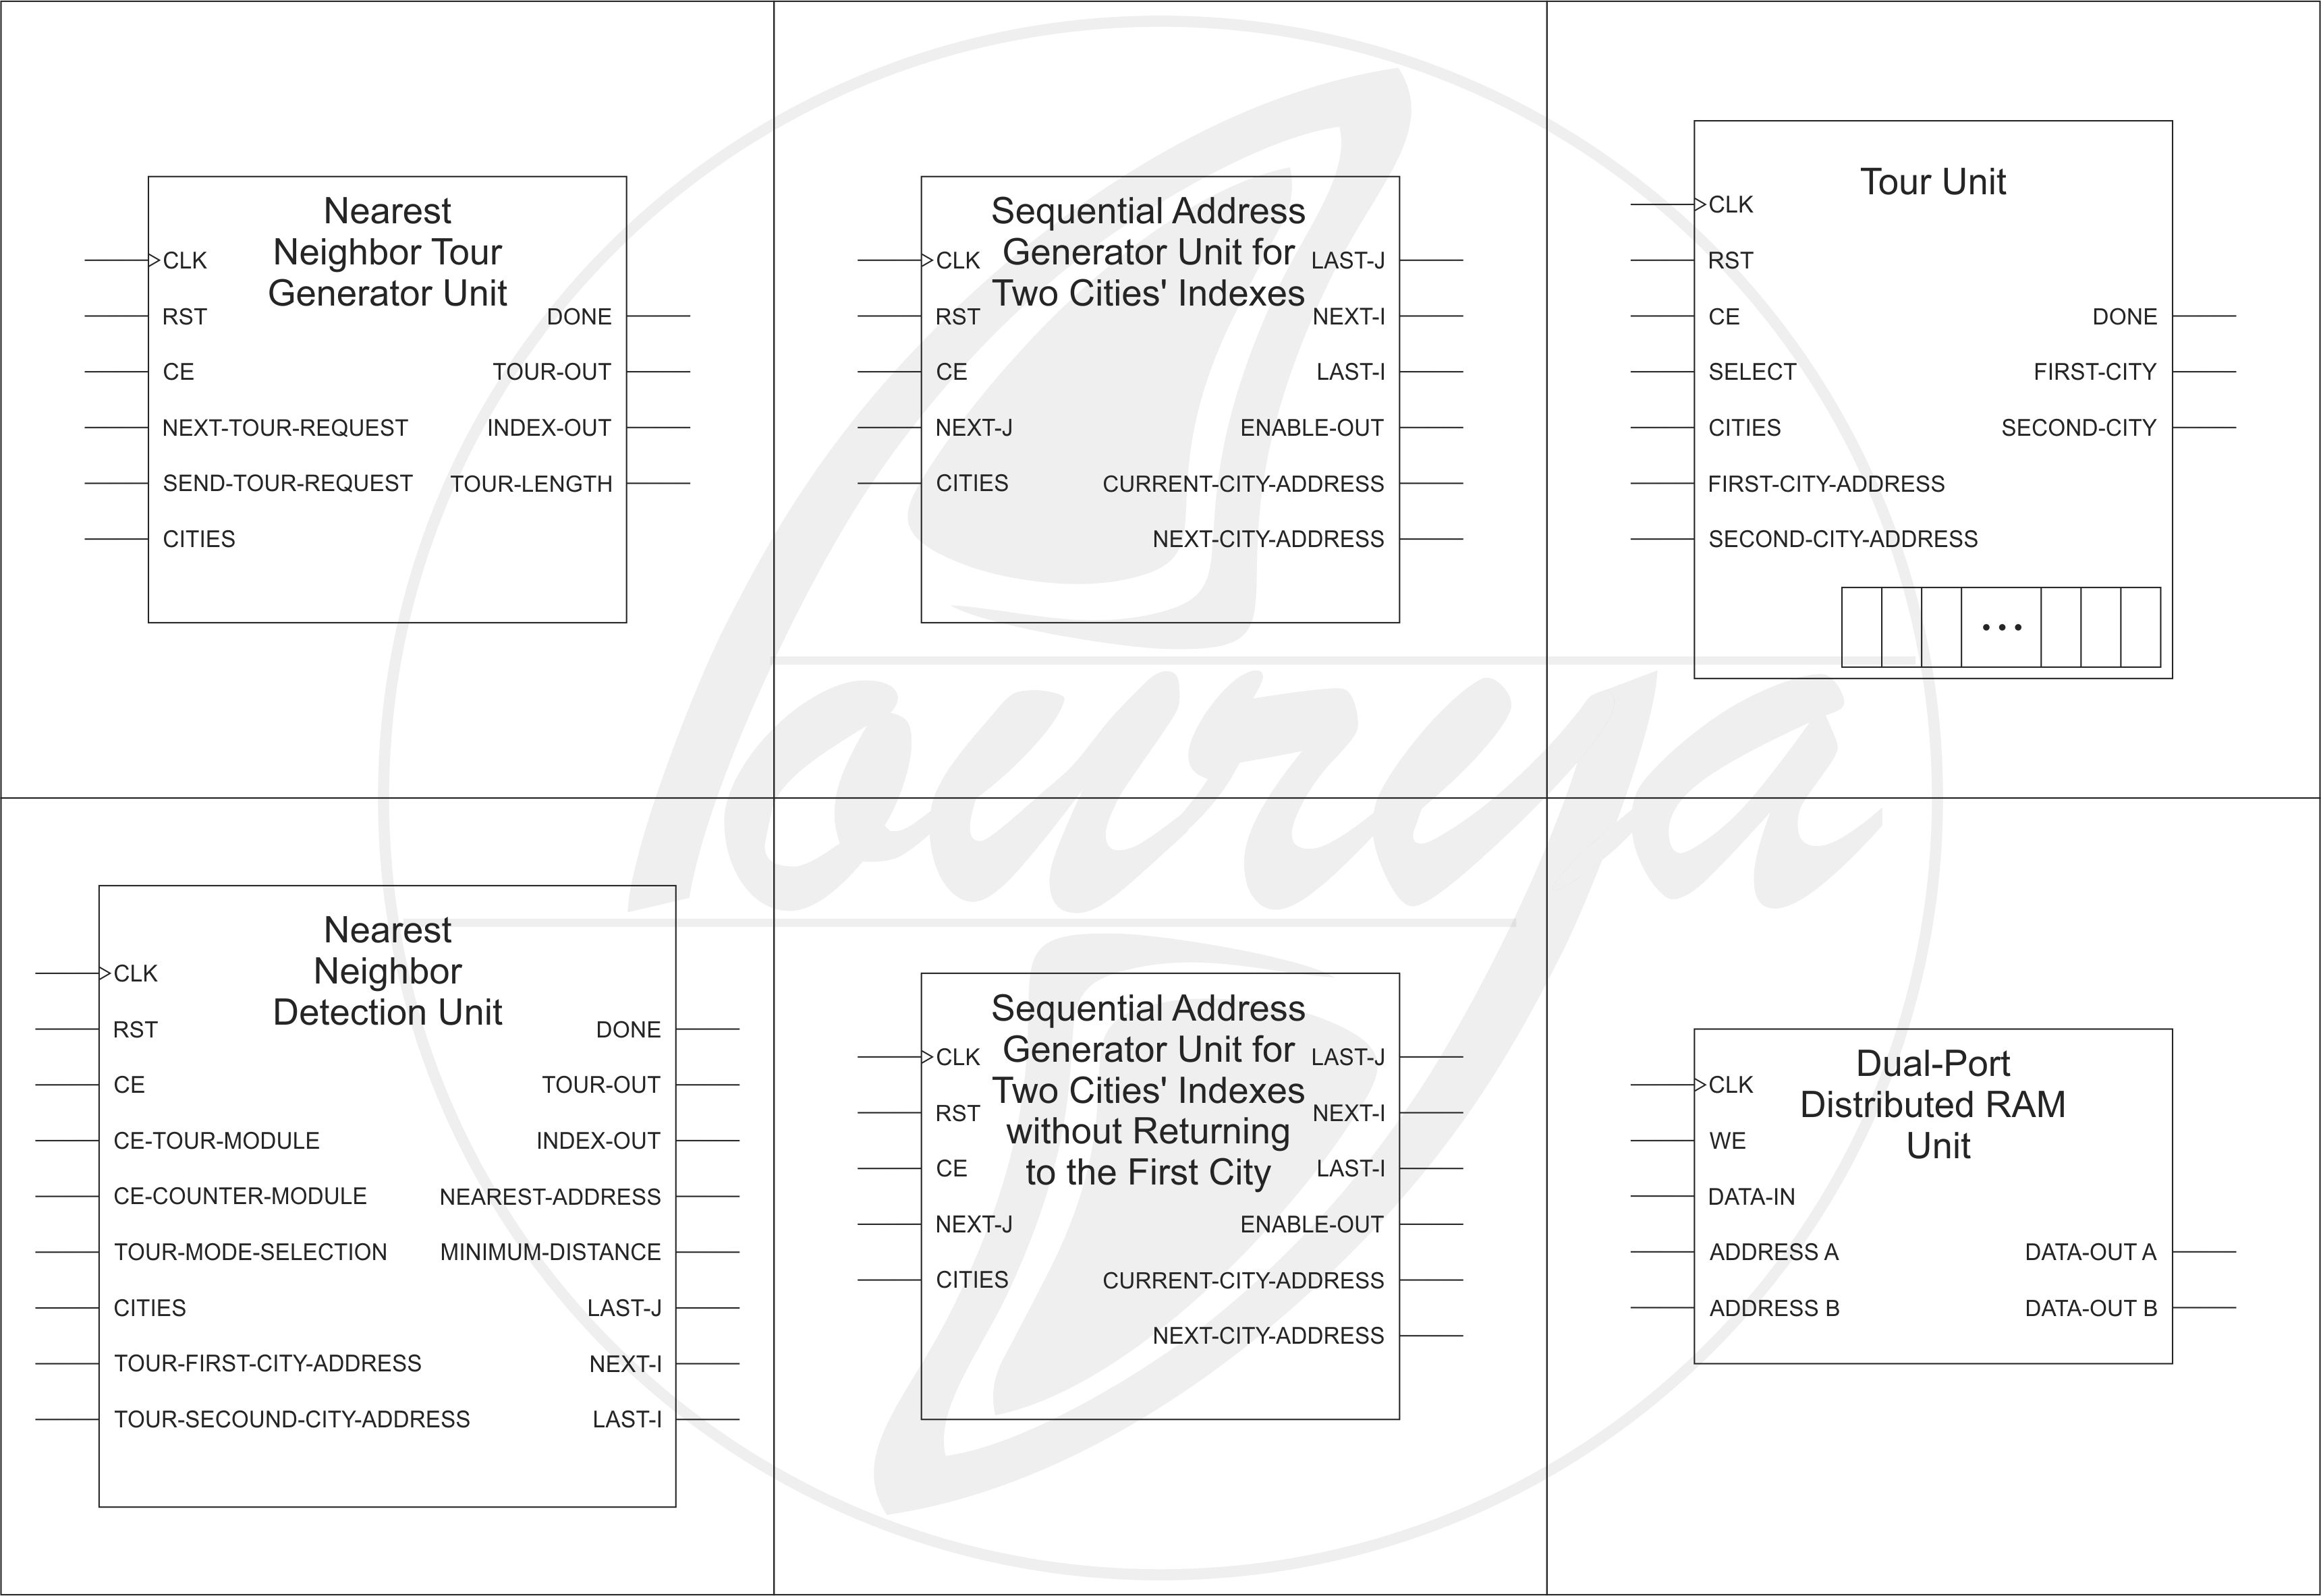 Nearest
Neighbor Tour
Generator Unit
CLK
RST
CE
NEXT-TOUR-REQUEST
SEND-TOUR-REQUEST
CITIES
DONE
TOUR-OUT
INDEX-OUT
TOUR-LENGTH
Sequential Address
Generator Unit for
Two Cities' Indexes
CLK
RST
CE
NEXT-J
CITIES
LAST-J
NEXT-I
LAST-I
ENABLE-OUT
CURRENT-CITY-ADDRESS
NEXT-CITY-ADDRESS
Tour Unit
CLK
RST
CE
SELECT
CITIES
FIRST-CITY-ADDRESS
SECOND-CITY-ADDRESS
DONE
FIRST-CITY
SECOND-CITY
...
Tourya
Nearest
Neighbor
Detection Unit
CLK
RST
CE
CE-TOUR-MODULE
CE-COUNTER-MODULE
TOUR-MODE-SELECTION
CITIES
TOUR-FIRST-CITY-ADDRESS
TOUR-SECOUND-CITY-ADDRESS
DONE
TOUR-OUT
INDEX-OUT
NEAREST-ADDRESS
MINIMUM-DISTANCE
LAST-J
NEXT-I
LAST-I
Sequential Address
Generator Unit for
Two Cities' Indexes
without Returning
to the First City
CLK
RST
CE
NEXT-J
CITIES
LAST-J
NEXT-I
LAST-I
ENABLE-OUT
CURRENT-CITY-ADDRESS
NEXT-CITY-ADDRESS
Dual-Port
Distributed RAM
Unit
CLK
WE
DATA-IN
ADDRESS A
ADDRESS B
DATA-OUT A
DATA-OUT B